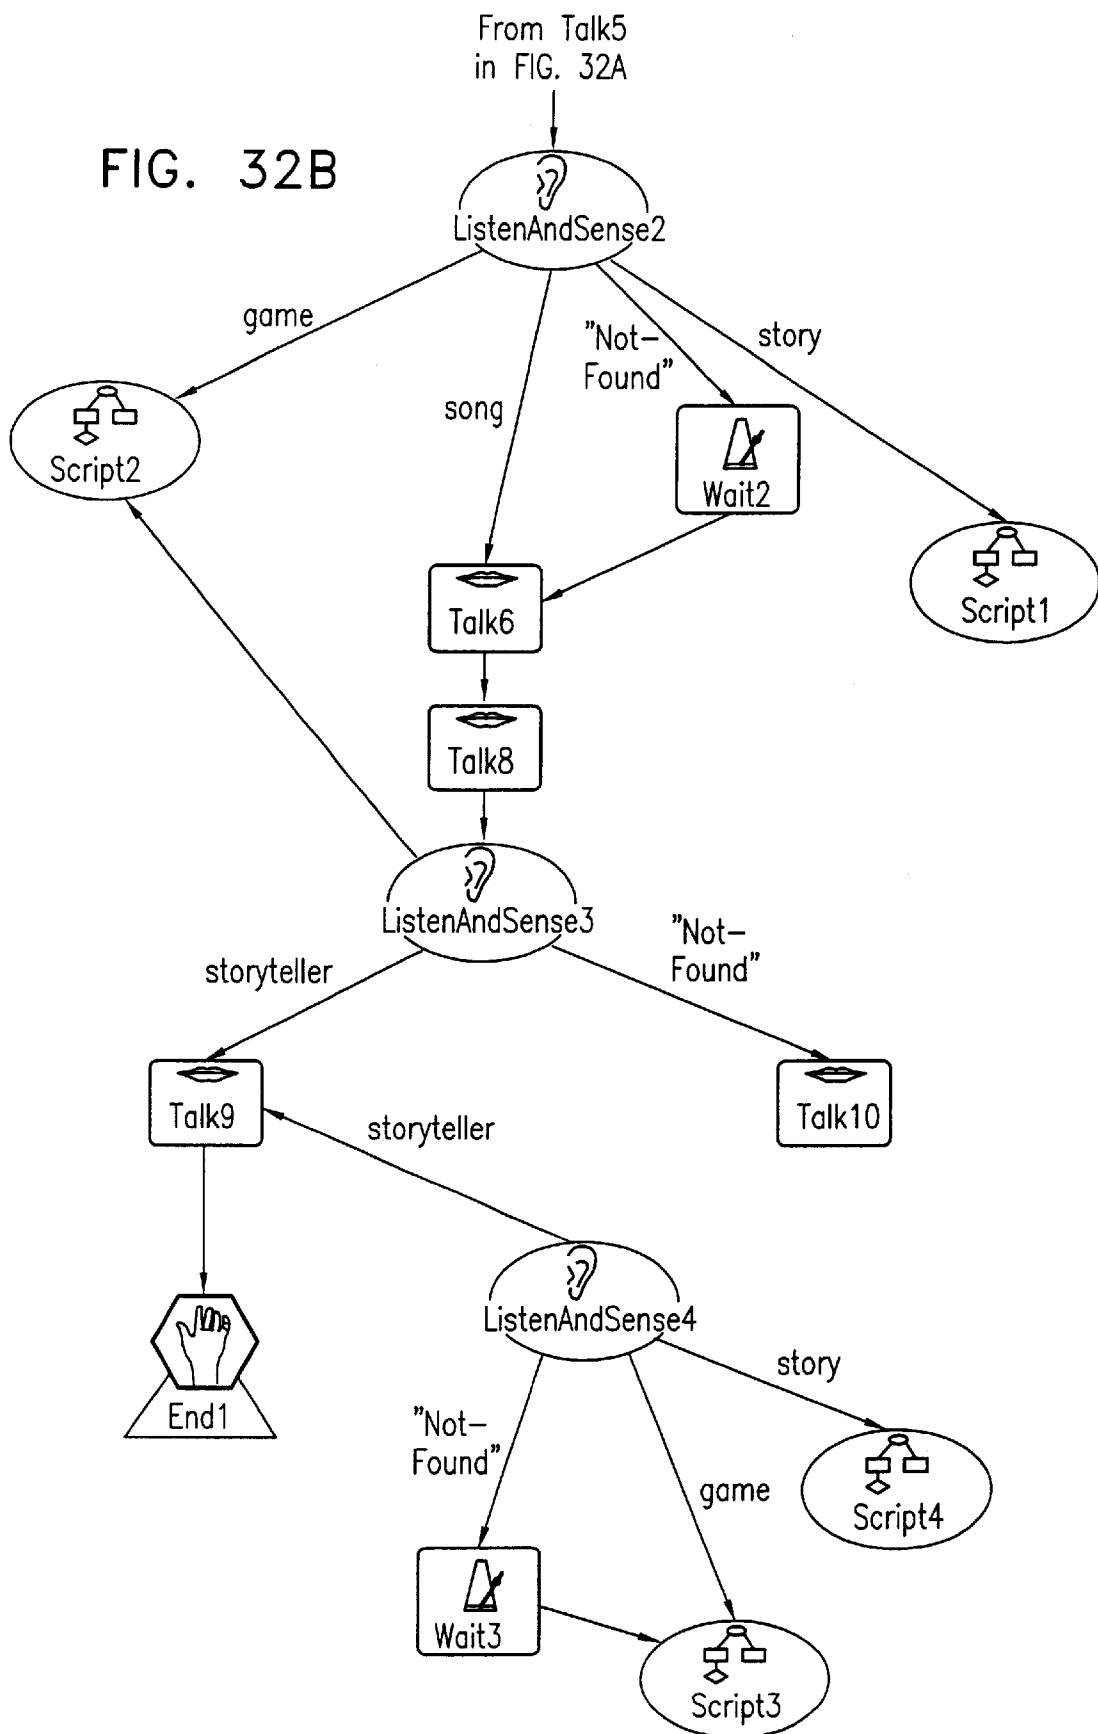 From Talk5
in FIG. 32A
FIG. 32B
ListenAndSense2
game
song
"Not-
Found"
story
Script2
Wait2
Script1
Talk6
Talk8
ListenAndSense3
storyteller
"Not-
Found"
Talk9
Talk10
storyteller
ListenAndSense4
End1
"Not-
Found"
game
story
Script4
Wait3
Script3